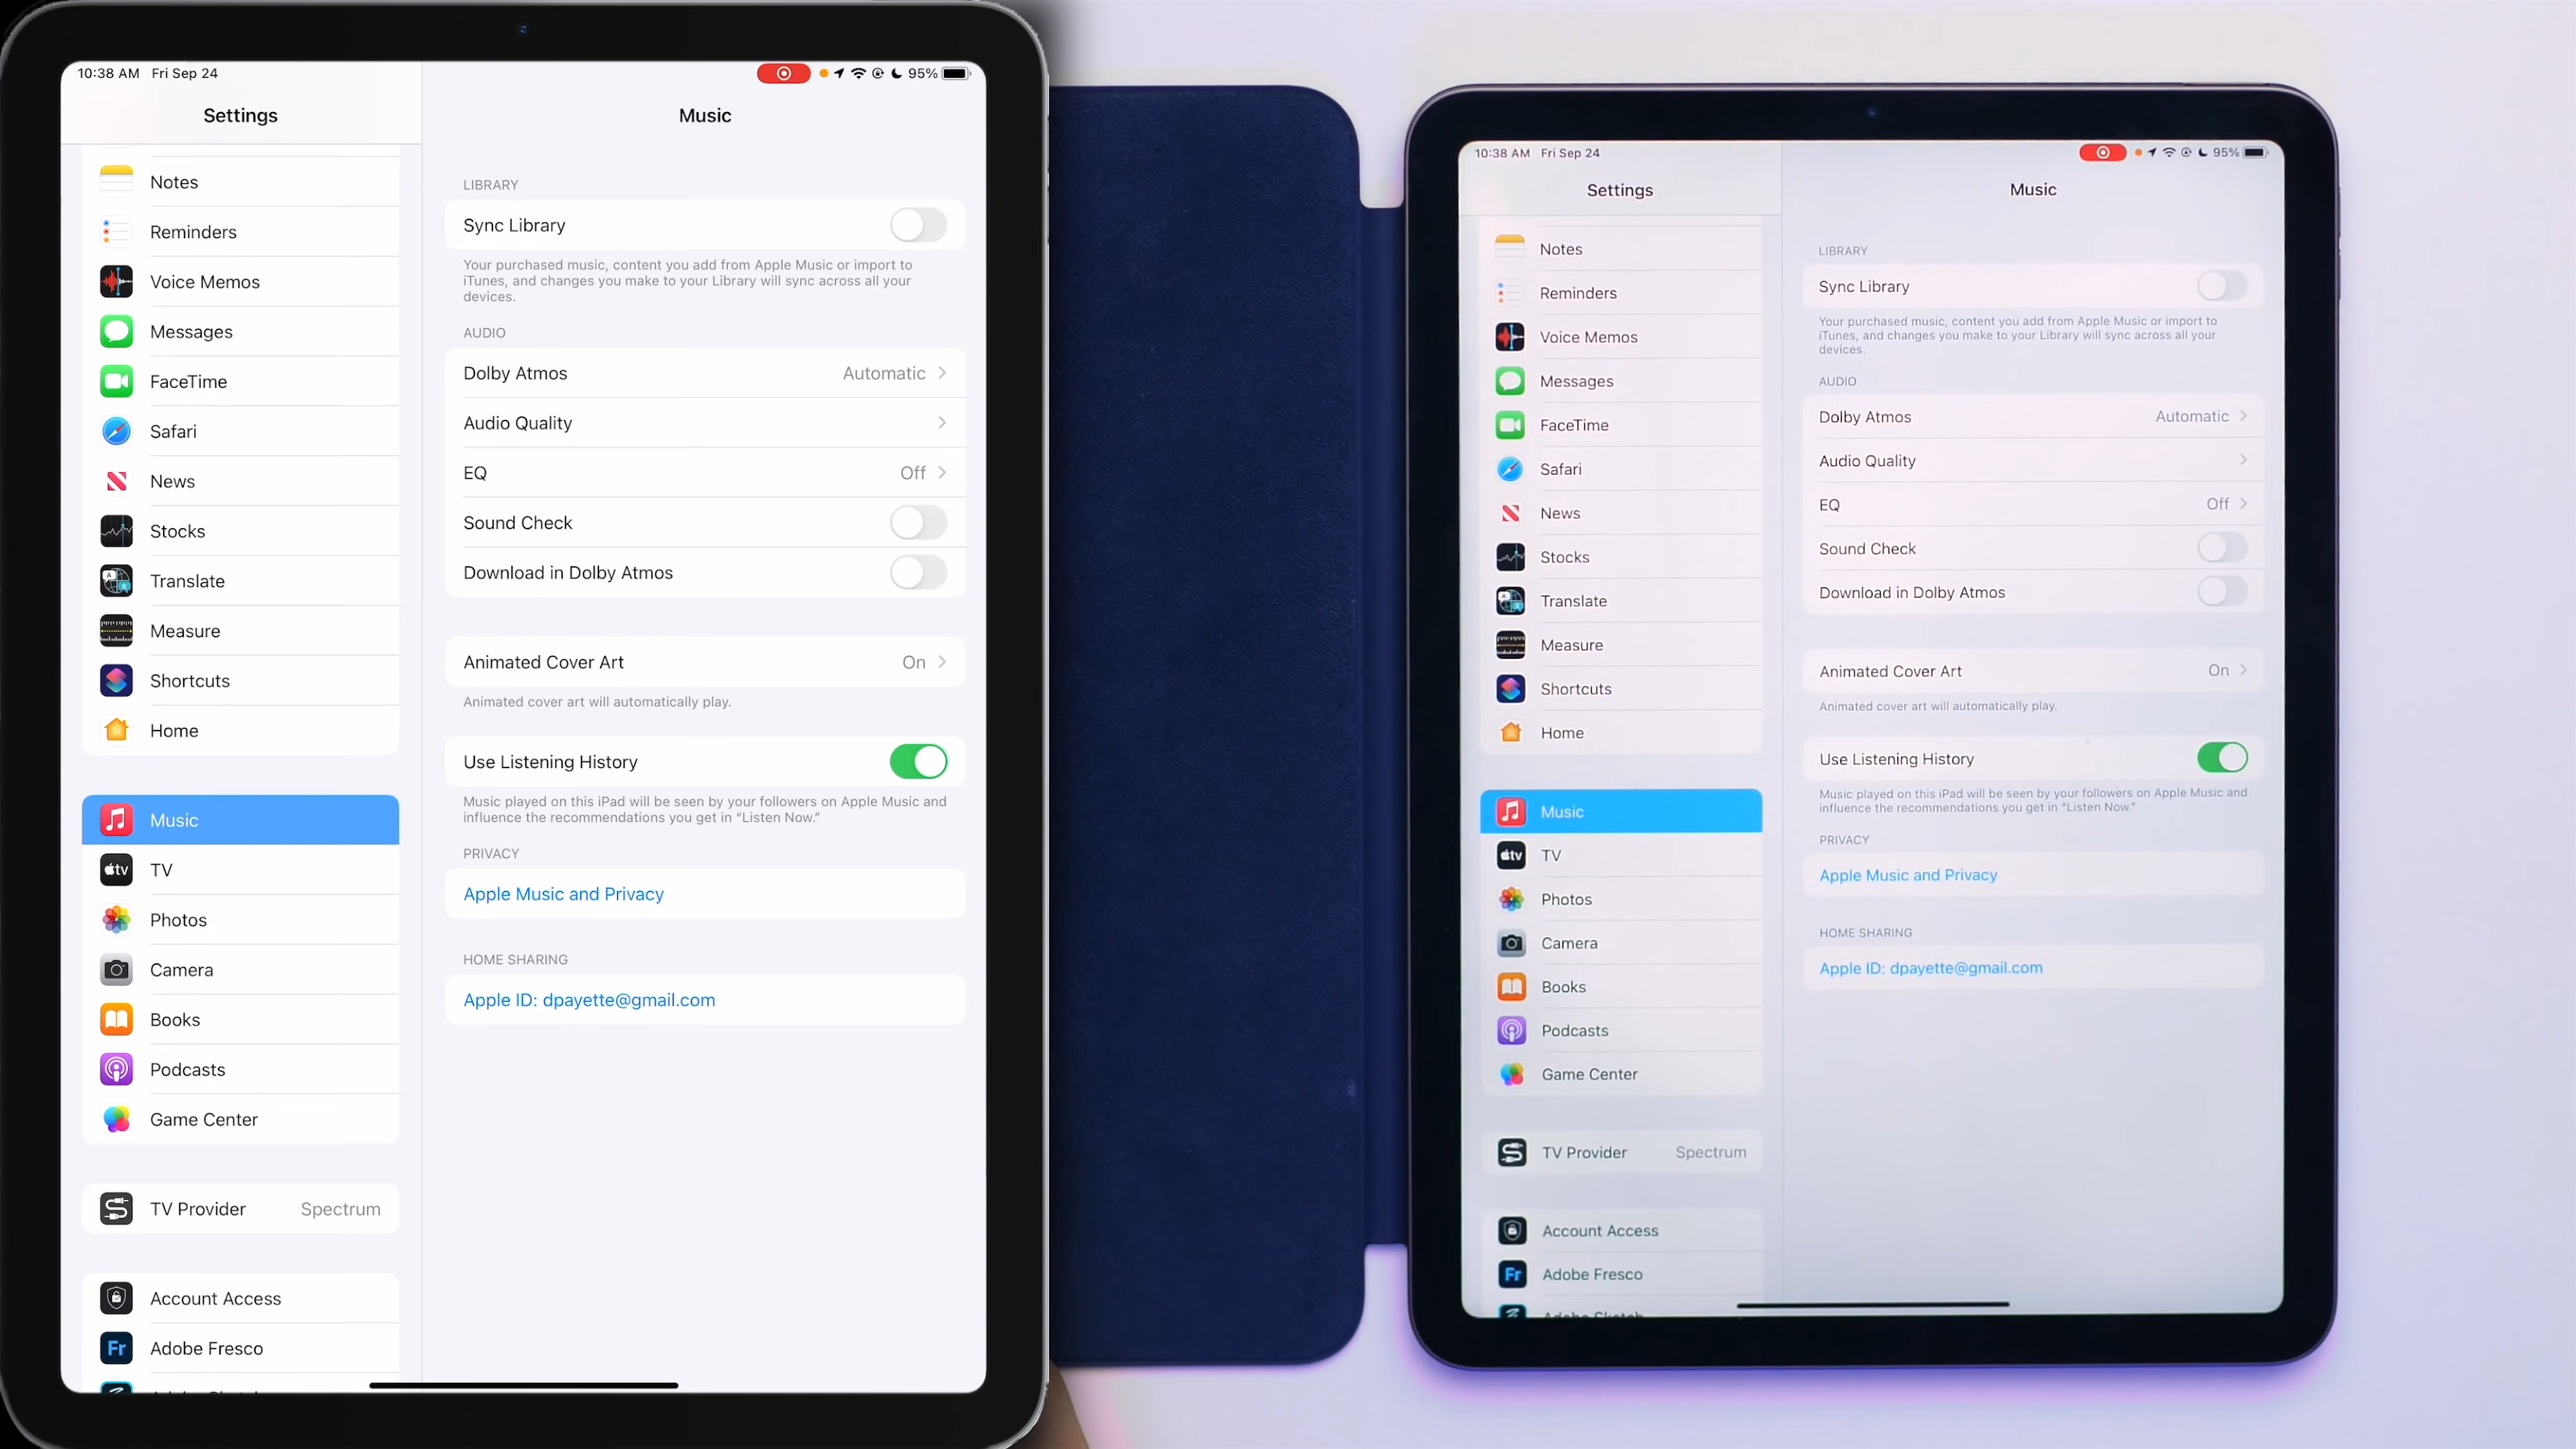 10:38 AM Fri Sep 24
95%
Settings
Notes
Reminders
Voice Memos
Messages
FaceTime
Safari
News
Stocks
Translate
Measure
Shortcuts
Home
Music
tv TV
Photos
Camera
Books
Podcasts
Game Center
TV Provider Spectrum
Account Access
Fr Adobe Fresco
Music
LIBRARY
Sync Library
Your purchased music, content you add from Apple Music or import to
iTunes, and changes you make to your Library will sync across all your
devices.
AUDIO
Dolby Atmos Automatic
Audio Quality
EQ Off
Sound Check
Download in Dolby Atmos
Animated Cover Art On
Animated cover art will automatically play.
Use Listening History
Music played on this iPad will be seen by your followers on Apple Music and
influence the recommendations you get in “Listen Now.”
PRIVACY
Apple Music and Privacy
HOME SHARING
Apple ID: dpayette@gmail.com
10:38 AM Fri Sep 24
95%
Settings
Notes
Reminders
Voice Memos
Messages
FaceTime
Safari
News
Stocks
Translate
Measure
Shortcuts
Home
Music
tv TV
Photos
Camera
Books
Podcasts
Game Center
TV Provider Spectrum
Account Access
Fr Adobe Fresco
Music
LIBRARY
Sync Library
Your purchased music, content you add from Apple Music or import to
iTunes, and changes you make to your Library will sync across all your
devices.
AUDIO
Dolby Atmos Automatic
Audio Quality
EQ Off
Sound Check
Download in Dolby Atmos
Animated Cover Art On
Animated cover art will automatically play.
Use Listening History
Music played on this iPad will be seen by your followers on Apple Music and
influence the recommendations you get in “Listen Now.”
PRIVACY
Apple Music and Privacy
HOME SHARING
Apple ID: dpayette@gmail.com